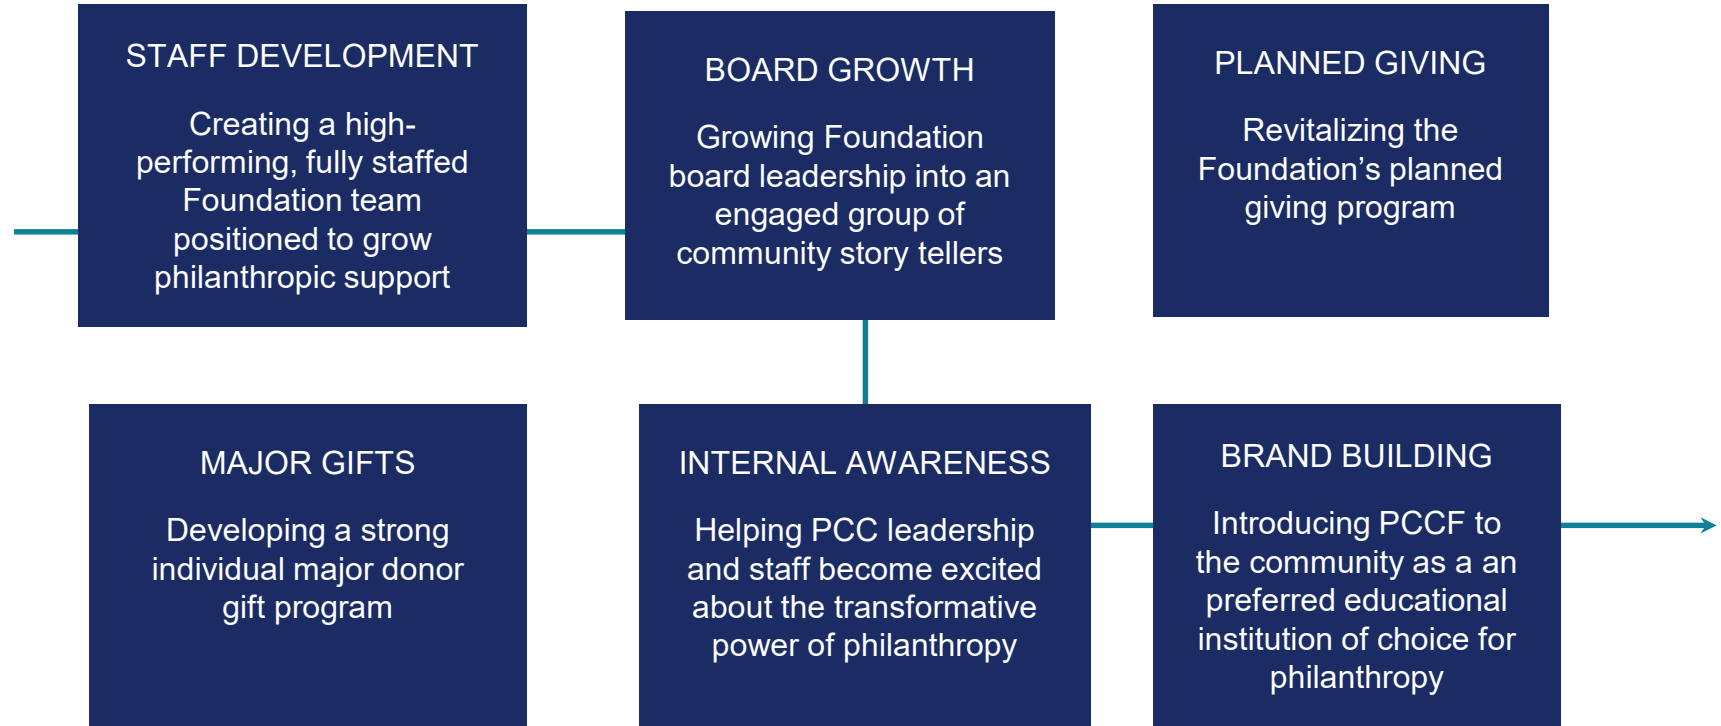 STAFF DEVELOPMENT
Creating a high-
performing, fully staffed
Foundation team
positioned to grow
philanthropic support
BOARD GROWTH
Growing Foundation
board leadership into an
engaged group of
community story tellers
PLANNED GIVING
Revitalizing the
Foundation’s planned
giving program
MAJOR GIFTS
Developing a strong
individual major donor
gift program
INTERNAL AWARENESS
Helping PCC leadership
and staff become excited
about the transformative
power of philanthropy
BRAND BUILDING
Introducing PCCF to
the community as a an
preferred educational
institution of choice for
philanthropy